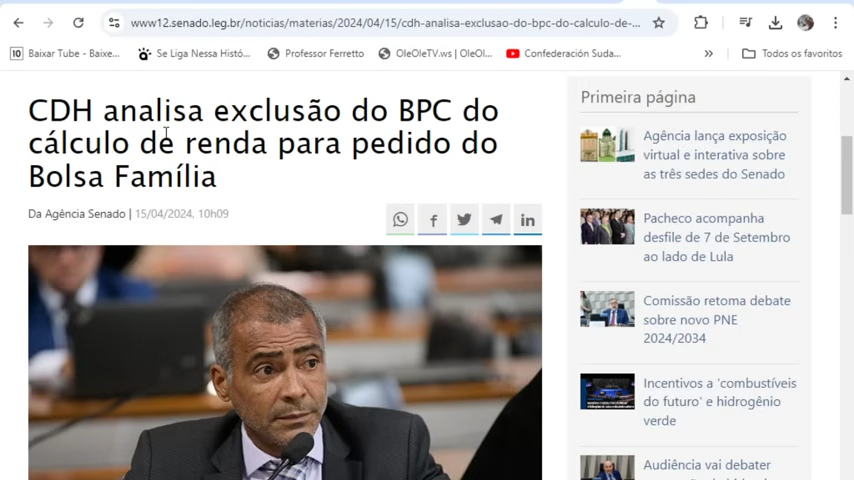 www12.senado.leg.br/noticias/materias/2024/04/15/cdh-analisa-exclusao-do-bpc-do-calculo-de-...
10 Baixar Tube - Baixe... Se Liga Nessa Histó... Professor Ferretto OleOleTV.ws | OleOl... Confederación Suda... » Todos os favoritos
CDH analisa exclusão do BPC do
cálculo de renda para pedido do
Bolsa Família
Da Agência Senado | 15/04/2024, 10h09
Primeira página
Agência lança exposição
virtual e interativa sobre
as três sedes do Senado
Pacheco acompanha
desfile de 7 de Setembro
ao lado de Lula
Comissão retoma debate
sobre novo PNE
2024/2034
Incentivos a 'combustíveis
do futuro' e hidrogênio
verde
Audiência vai debater